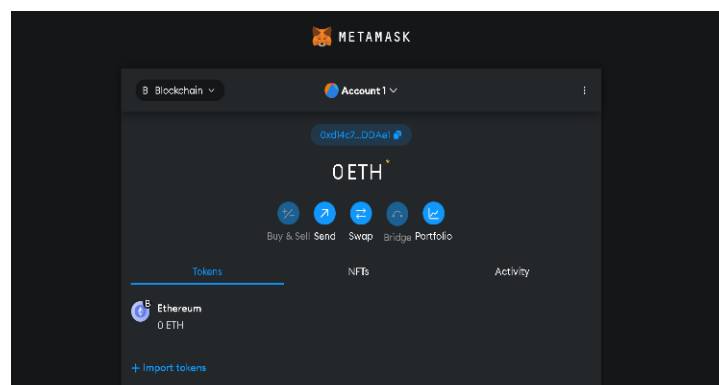 METAMASK
B Blockchain
Account 1
0xd14c7...DDAe1
0 ETH
Buy & Sell Send Swap Bridge Portfolio
Tokens NFTs Activity
B
Ethereum
0 ETH
+ Import tokens